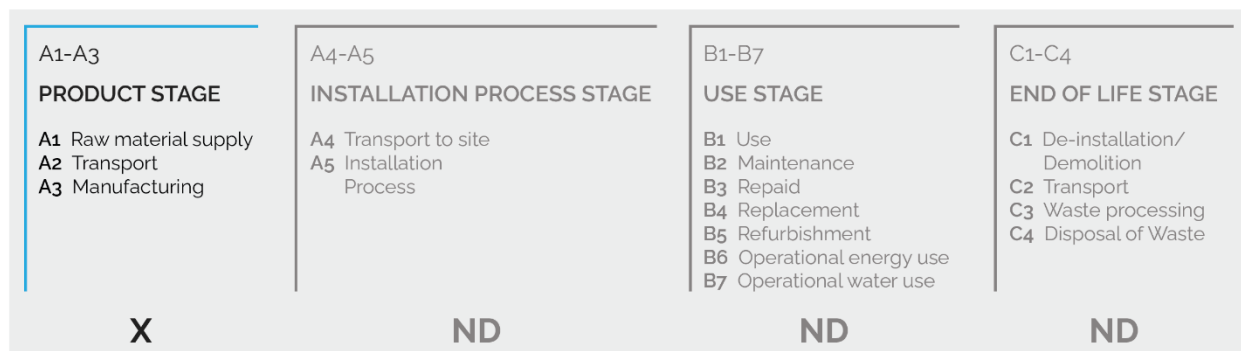 A1-A3
PRODUCT STAGE
A1 Raw material supply
A2 Transport
A3 Manufacturing
X
A4-A5
INSTALLATION PROCESS STAGE
A4 Transport to site
A5 Installation
Process
ND
B1-B7
USE STAGE
B1 Use
B2 Maintenance
B3 Repaid
B4 Replacement
B5 Refurbishment
B6 Operational energy use
B7 Operational water use
ND
C1-C4
END OF LIFE STAGE
C1 De-installation/
Demolition
C2 Transport
C3 Waste processing
C4 Disposal of Waste
ND